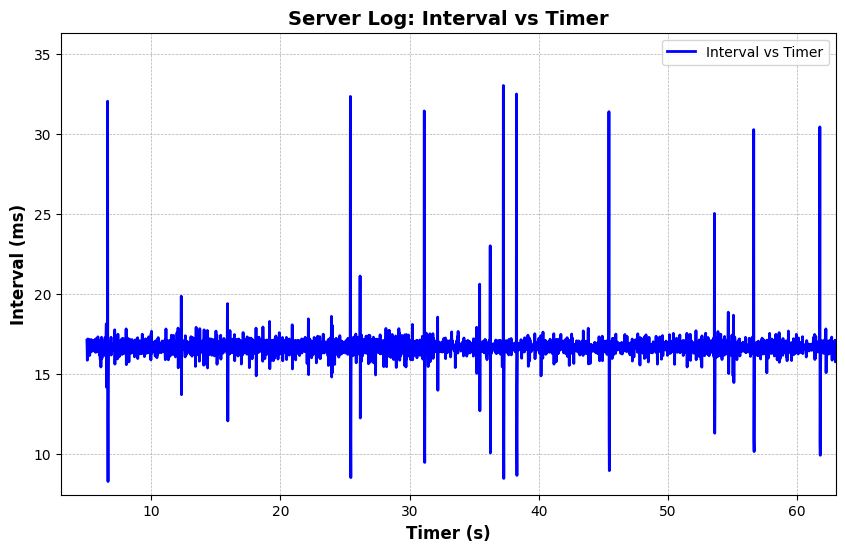 Server Log: Interval vs Timer
Interval vs Timer
35
30
25
20
15
10
Interval (ms)
10 20 30 40 50 60
Timer (s)